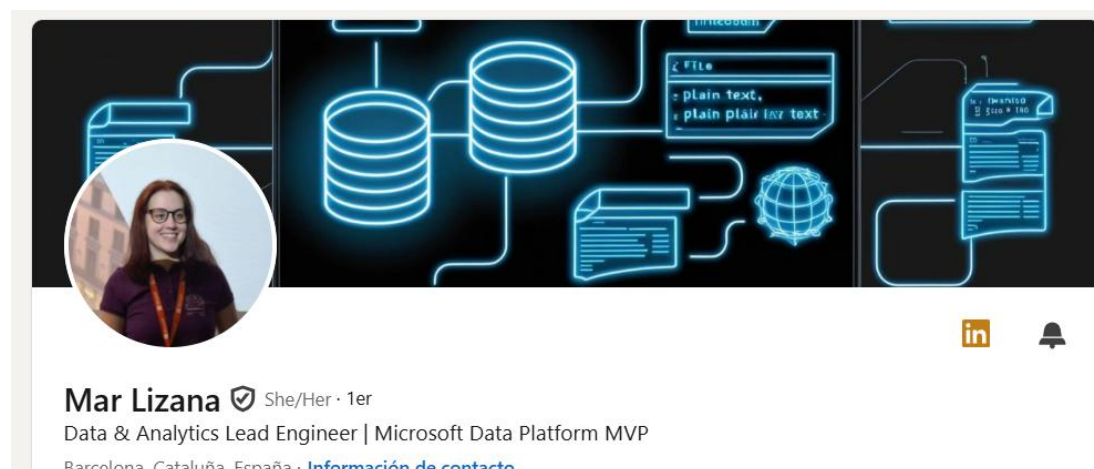 FILe
plain text,
plain plair inv text
in
Mar Lizana She/Her · 1er
Data & Analytics Lead Engineer | Microsoft Data Platform MVP
Barcelona, Cataluña, España · Información de contacto